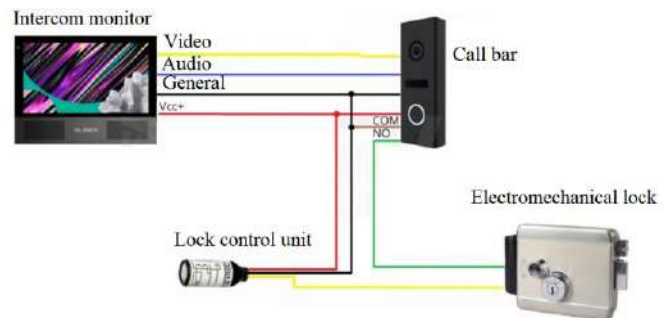 Intercom monitor
Video
Audio
General
Vcc+
Call bar
COM
NO
Electromechanical lock
Lock control unit